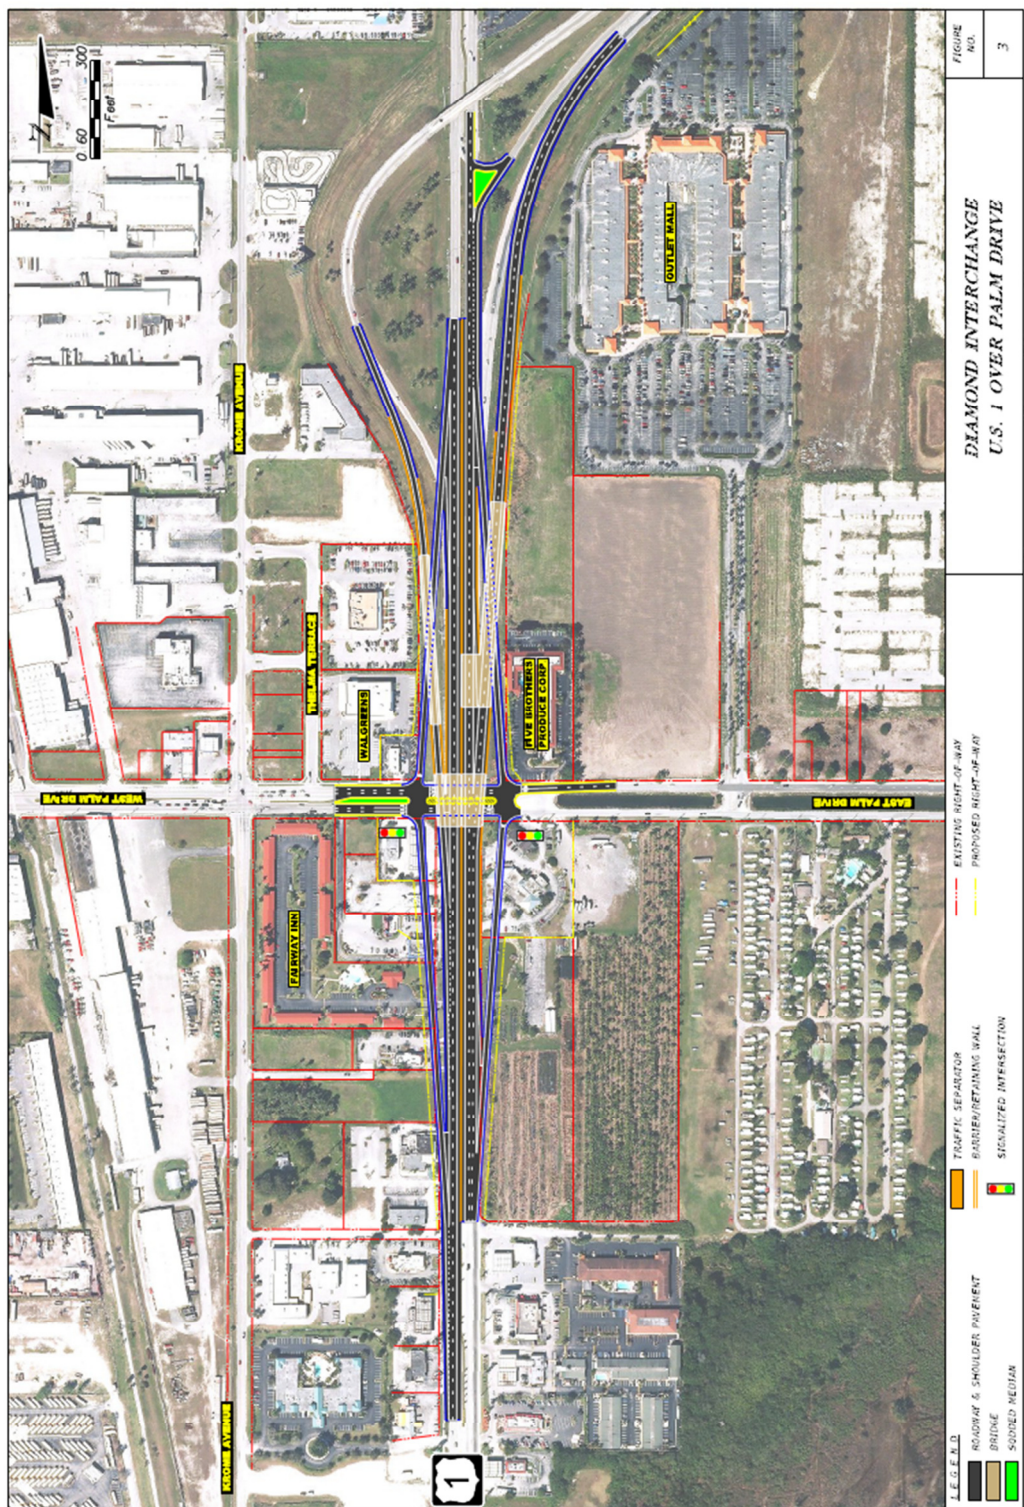 N
0 60 300
Feet
KROME AVENUE
THELMA TERRACE
WALGREENS
OUTLET MALL
FIVE BROTHERS
PRODUCE CORP
WEST PALM DRIVE
EAST PALM DRIVE
FAIRWAY INN
KROME AVENUE
1
LEGEND
ROADWAY & SHOULDER PAVEMENT
BRIDGE
SODDED MEDIAN
TRAFFIC SEPARATOR
BARRIER/RETAINING WALL
SIGNALIZED INTERSECTION
EXISTING RIGHT-OF-WAY
PROPOSED RIGHT-OF-WAY
DIAMOND INTERCHANGE
U.S. 1 OVER PALM DRIVE
FIGURE
NO.
3